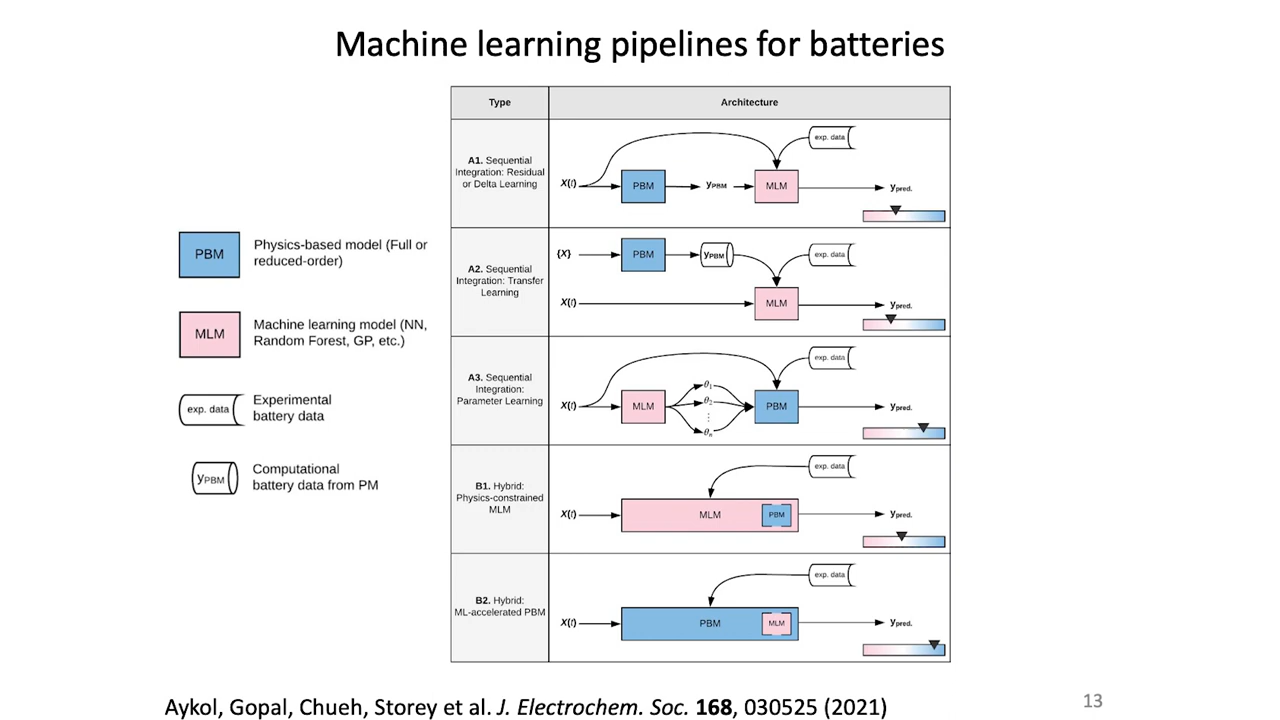 Machine learning pipelines for batteries
PBM
Physics-based model (Full or
reduced-order)
MLM
Machine learning model (NN,
Random Forest, GP, etc.)
exp. data
Experimental
battery data
yPBM
Computational
battery data from PM
Type
Architecture
A1. Sequential
Integration: Residual
or Delta Learning
X(t)
PBM
yPBM
MLM
exp. data
ypred.
A2. Sequential
Integration: Transfer
Learning
{X}
PBM
yPBM
exp. data
X(t)
MLM
ypred.
A3. Sequential
Integration:
Parameter Learning
X(t)
MLM
θ1
θ2
⋮
θn
PBM
exp. data
ypred.
B1. Hybrid:
Physics-constrained
MLM
X(t)
MLM
PBM
exp. data
ypred.
B2. Hybrid:
ML-accelerated PBM
X(t)
PBM
MLM
exp. data
ypred.
Aykol, Gopal, Chueh, Storey et al. J. Electrochem. Soc. 168, 030525 (2021)
13